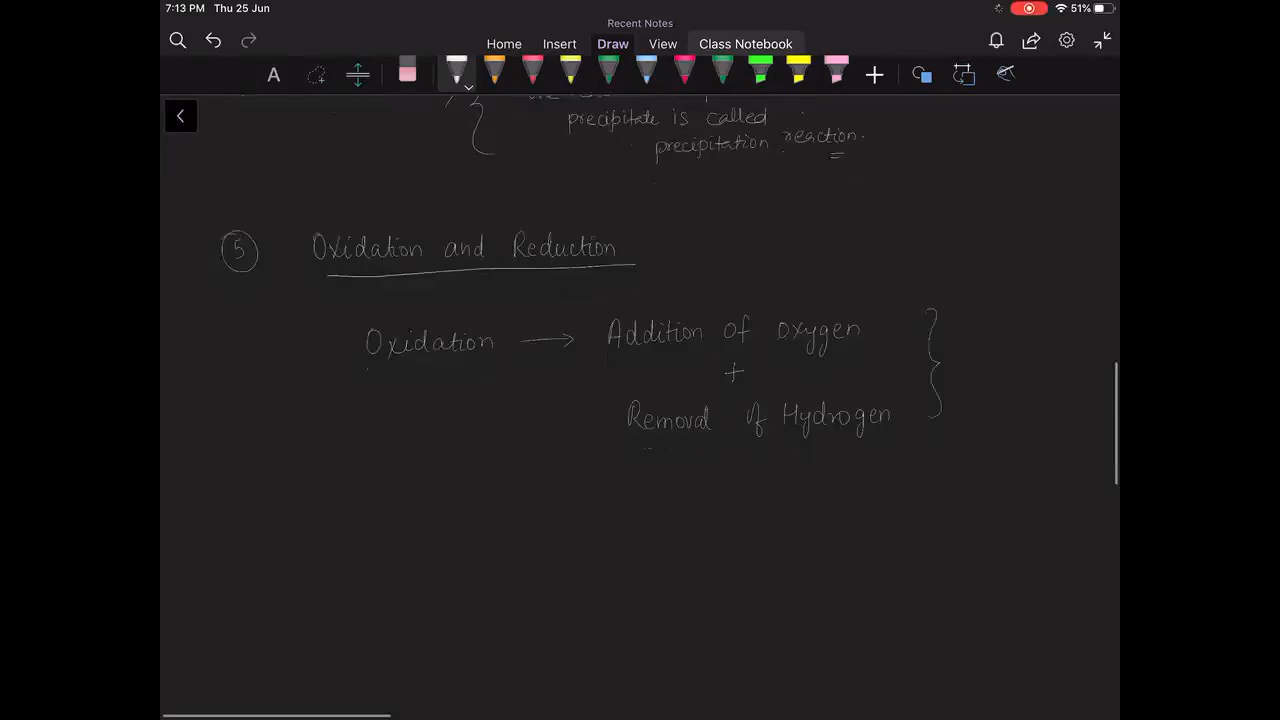 7:13 PM Thu 25 Jun
51%
Recent Notes
Home Insert Draw View Class Notebook
A
precipitate is called
precipitation reaction.
5 Oxidation and Reduction
Oxidation → Addition of oxygen
+
Removal of Hydrogen